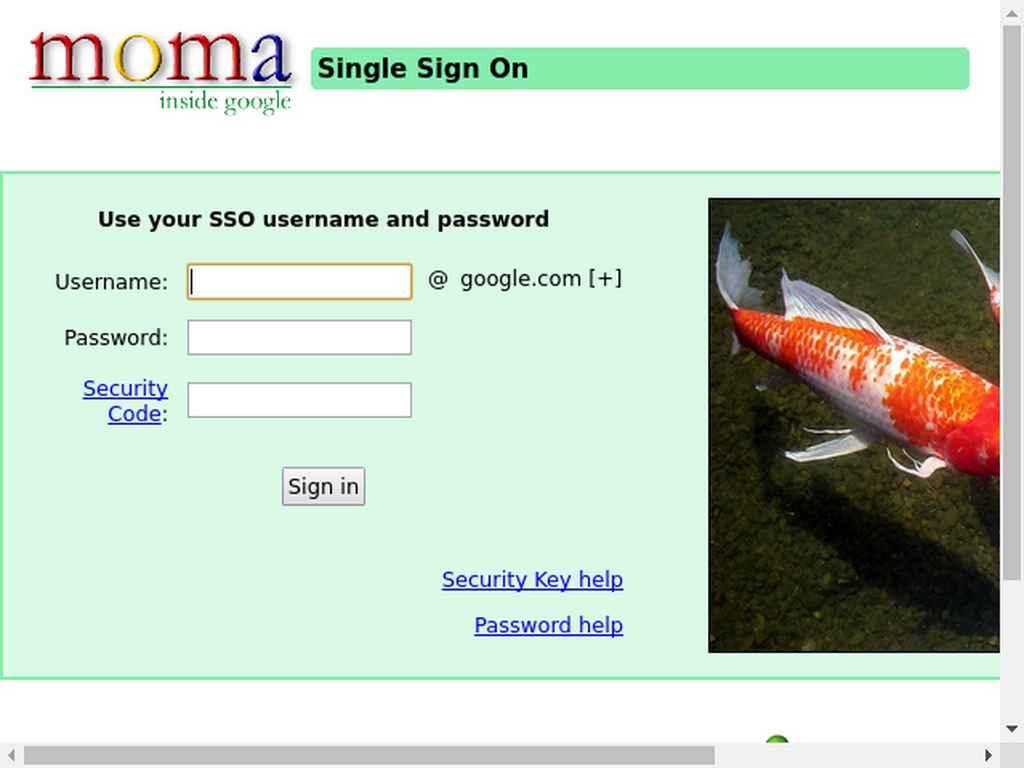 moma
inside google
Single Sign On
Use your SSO username and password
Username:
@ google.com [+]
Password:
Security
Code:
Sign in
Security Key help
Password help